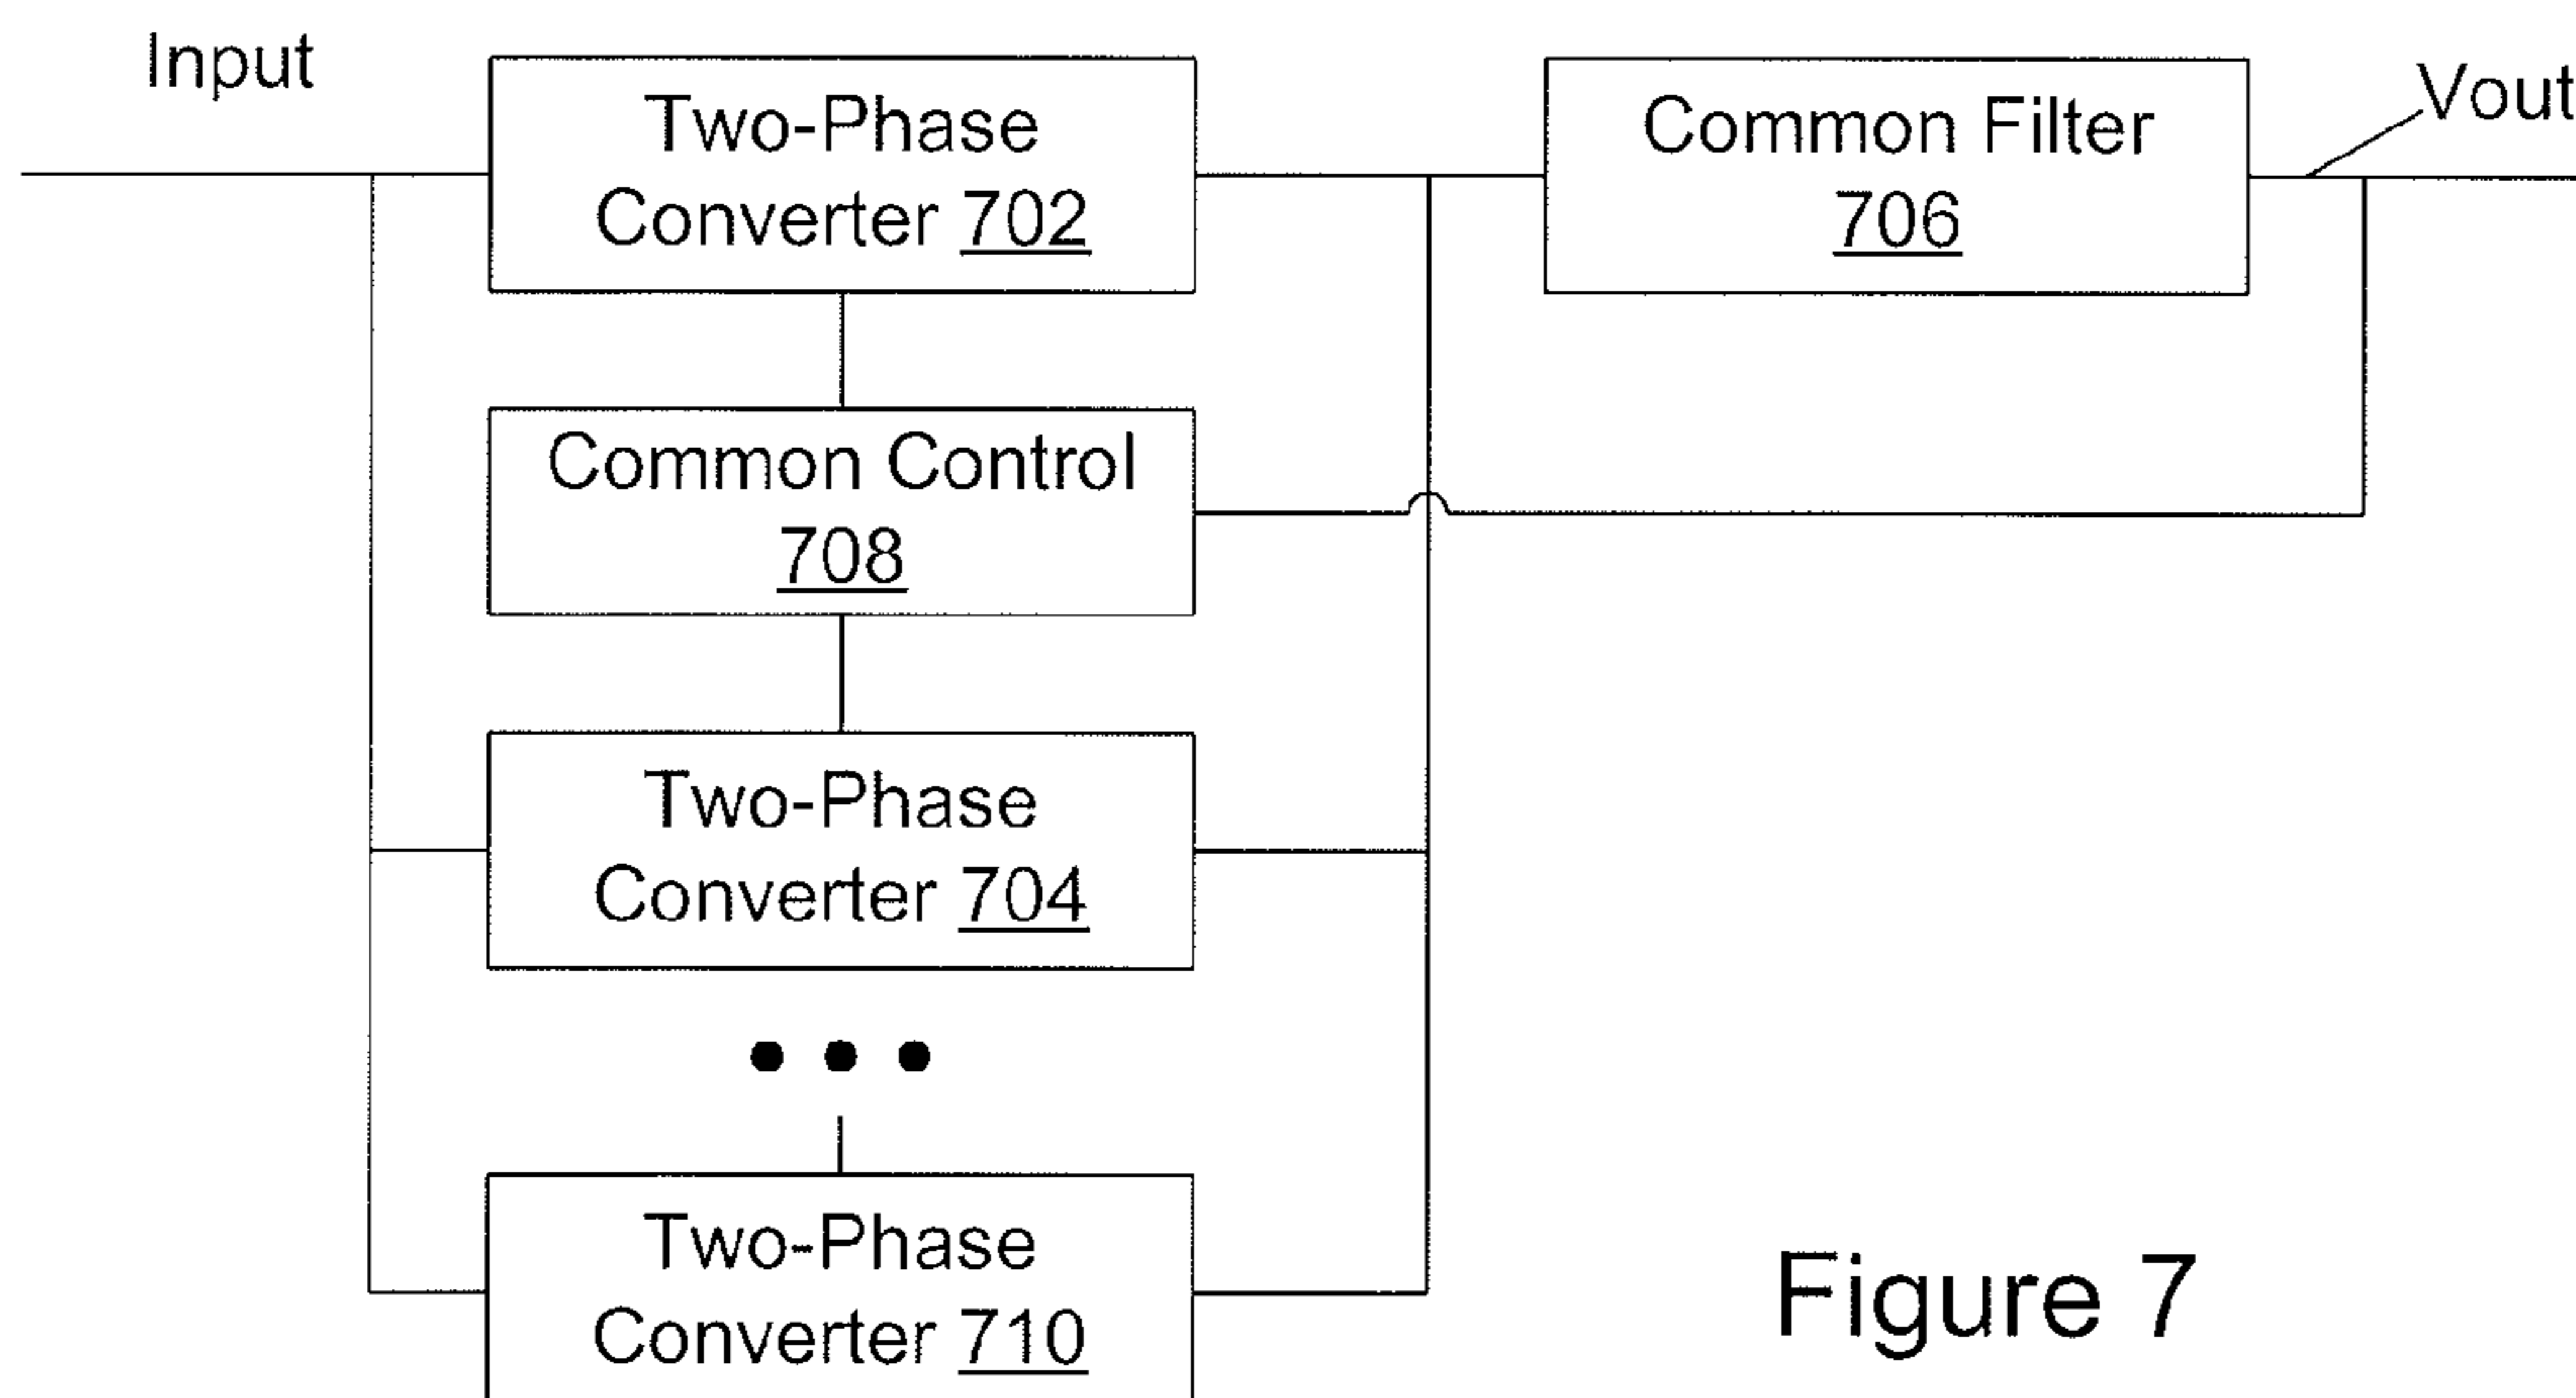 Input
Two-Phase
Converter 702
Common Filter
706
Vout
Common Control
708
Two-Phase
Converter 704
Two-Phase
Converter 710
Figure 7